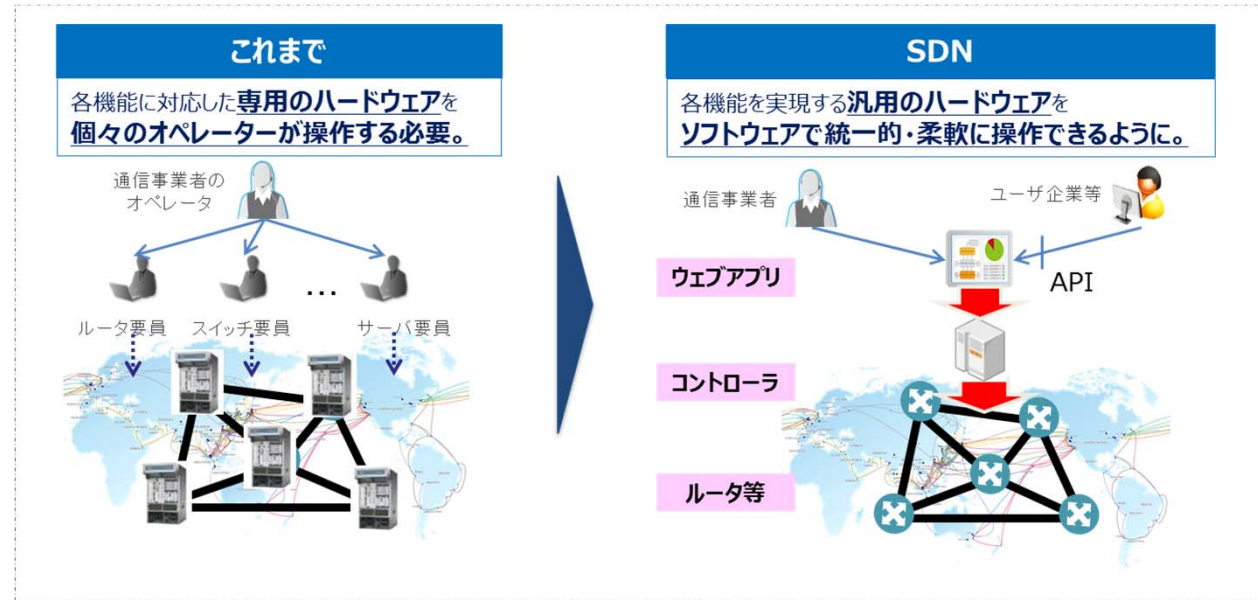 これまで
各機能に対応した専用のハードウェアを
個々のオペレーターが操作する必要。
通信事業者の
オペレータ
...
ルータ要員 スイッチ要員 サーバ要員
SDN
各機能を実現する汎用のハードウェアを
ソフトウェアで統一的・柔軟に操作できるように。
通信事業者
ユーザ企業等
ウェブアプリ
API
コントローラ
ルータ等